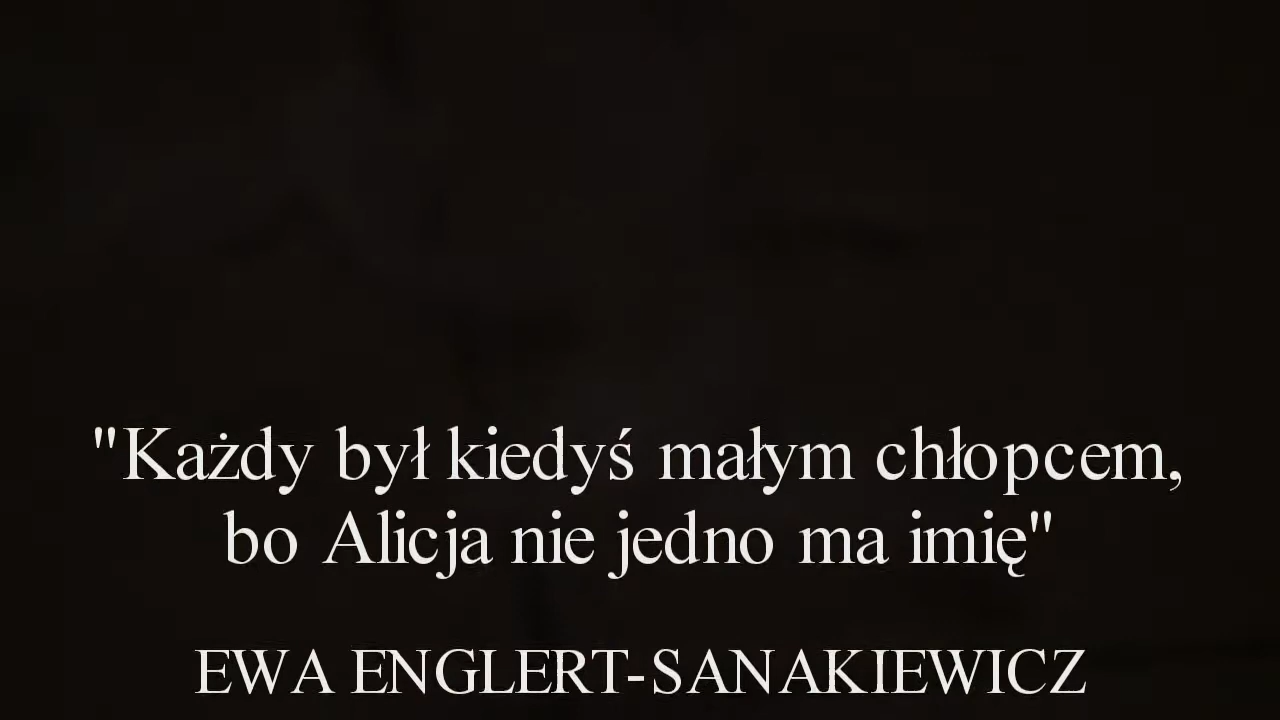 "Każdy był kiedyś małym chłopcem,
bo Alicja nie jedno ma imię"
EWA ENGLERT-SANAKIEWICZ